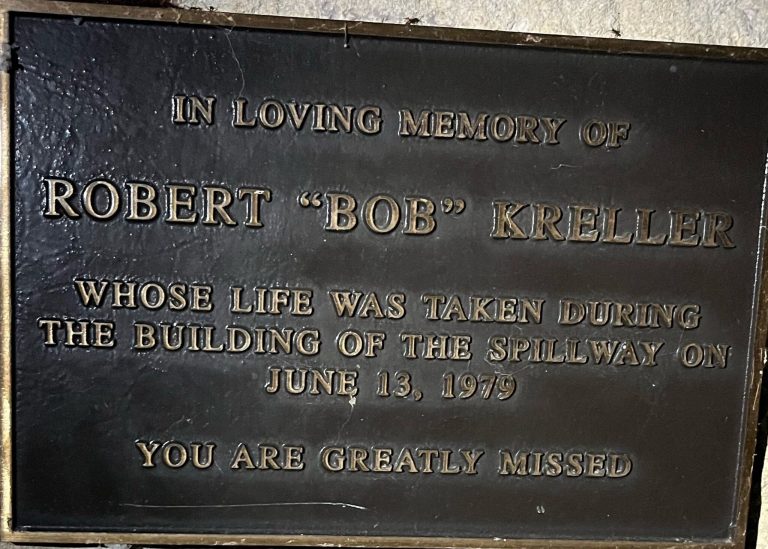 IN LOVING MEMORY OF
ROBERT “BOB” KRELLER
WHOSE LIFE WAS TAKEN DURING
THE BUILDING OF THE SPILLWAY ON
JUNE 13, 1979
YOU ARE GREATLY MISSED